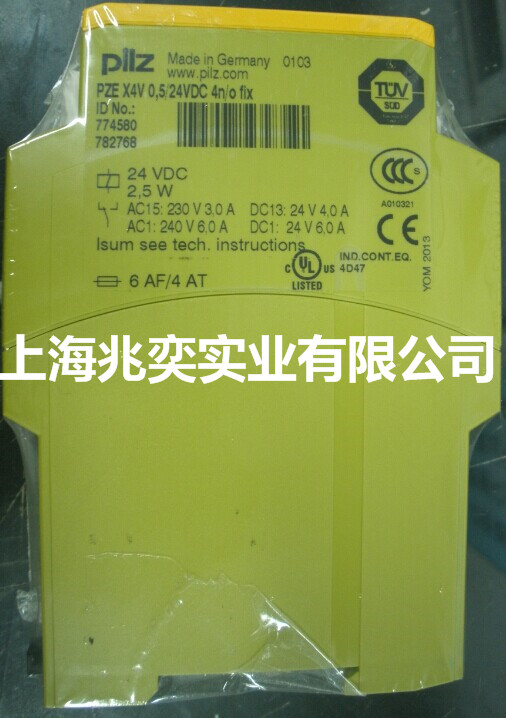 pilz Made in Germany 0103
www.pilz.com
PZE X4V 0,5/24VDC 4n/o fix
ID No.:
774580
782768
TÜV
SÜD
24 VDC
2,5 W
CCC S
A010321
AC15: 230 V 3,0 A DC13: 24 V 4,0 A
AC1: 240 V 6,0 A DC1: 24 V 6,0 A
Isum see tech. instructions
C UL US
LISTED
IND.CONT.EQ.
4D47
CE
YOM 2013
6 AF/4 AT
上海兆奕实业有限公司